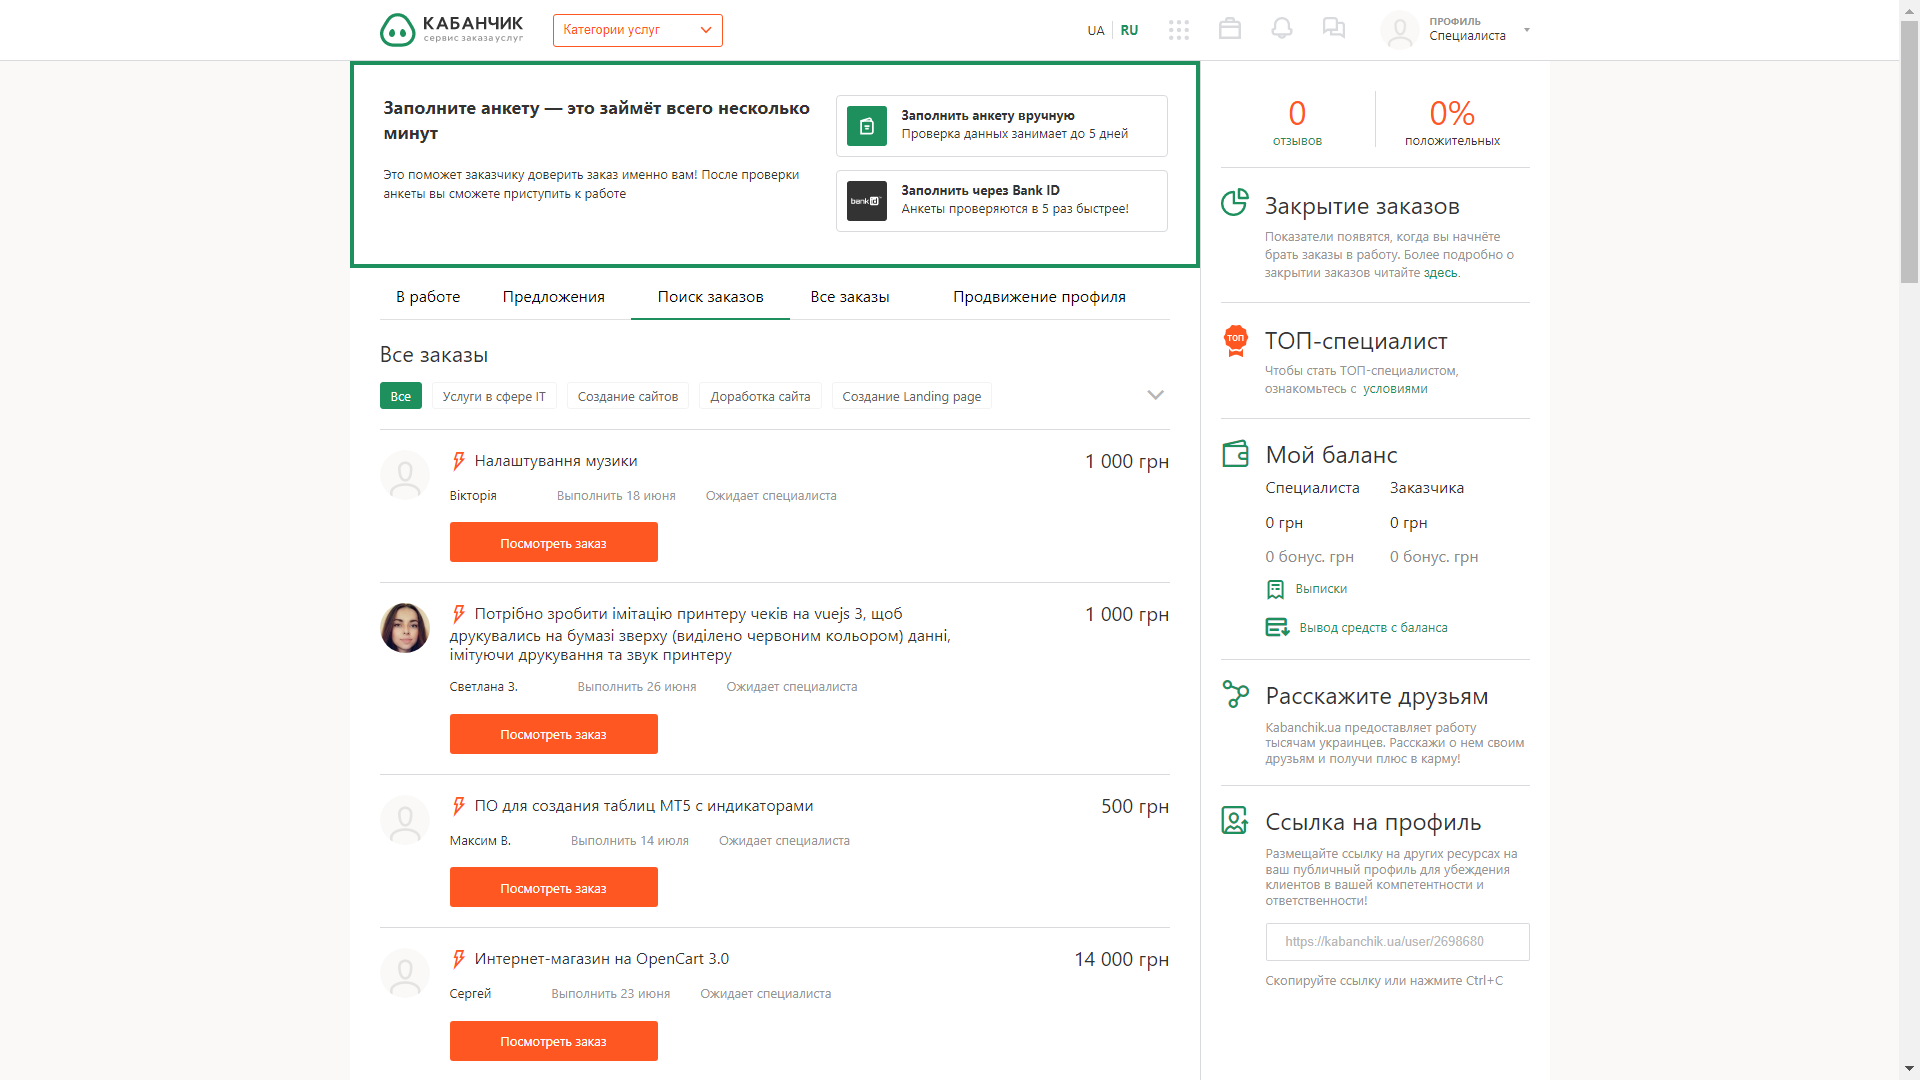 КАБАНЧИК
сервис заказа услуг
Категории услуг
UA
RU
ПРОФИЛЬ
Специалиста
Заполните анкету — это займёт всего несколько
минут
Это поможет заказчику доверить заказ именно вам! После проверки
анкеты вы сможете приступить к работе
Заполнить анкету вручную
Проверка данных занимает до 5 дней
bank id
Заполнить через Bank ID
Анкеты проверяются в 5 раз быстрее!
В работе
Предложения
Поиск заказов
Все заказы
Продвижение профиля
Все заказы
Все
Услуги в сфере IT
Создание сайтов
Доработка сайта
Создание Landing page
Налаштування музики
1 000 грн
Вікторія
Выполнить 18 июня
Ожидает специалиста
Посмотреть заказ
Потрібно зробити імітацію принтеру чеків на vuejs 3, щоб
друкувались на бумазі зверху (виділено червоним кольором) данні,
імітуючи друкування та звук принтеру
1 000 грн
Светлана З.
Выполнить 26 июня
Ожидает специалиста
Посмотреть заказ
ПО для создания таблиц МТ5 с индикаторами
500 грн
Максим В.
Выполнить 14 июля
Ожидает специалиста
Посмотреть заказ
Интернет-магазин на OpenCart 3.0
14 000 грн
Сергей
Выполнить 23 июня
Ожидает специалиста
Посмотреть заказ
0
отзывов
0%
положительных
Закрытие заказов
Показатели появятся, когда вы начнёте
брать заказы в работу. Более подробно о
закрытии заказов читайте здесь.
ТОП
ТОП-специалист
Чтобы стать ТОП-специалистом,
ознакомьтесь с условиями
Мой баланс
Специалиста
Заказчика
0 грн
0 грн
0 бонус. грн
0 бонус. грн
Выписки
Вывод средств с баланса
Расскажите друзьям
Kabanchik.ua предоставляет работу
тысячам украинцев. Расскажи о нем своим
друзьям и получи плюс в карму!
Ссылка на профиль
Размещайте ссылку на других ресурсах на
ваш публичный профиль для убеждения
клиентов в вашей компетентности и
ответственности!
https://kabanchik.ua/user/2698680
Скопируйте ссылку или нажмите Ctrl+C